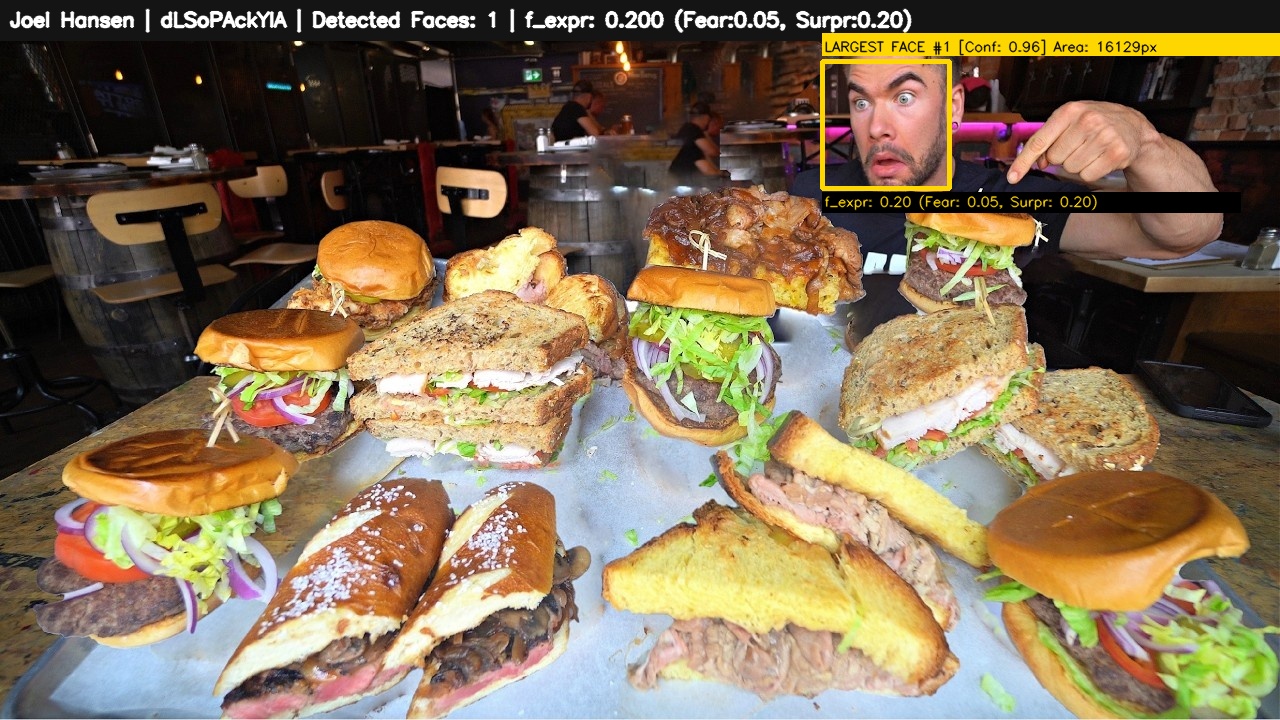 Joel Hansen | dLSoPAckYlA | Detected Faces: 1 | f_expr: 0.200 (Fear:0.05, Surpr:0.20)
LARGEST FACE #1 [Conf: 0.96] Area: 16129px
f_expr: 0.20 (Fear: 0.05, Surpr: 0.20)